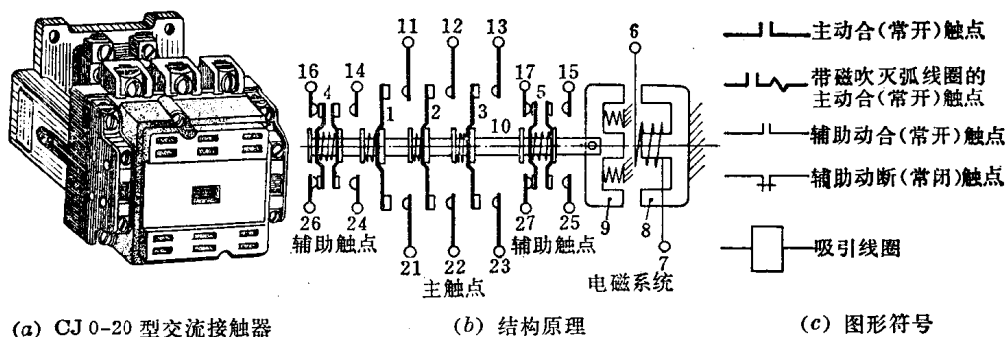 11 12 13
16 4 14
17 5 15
6
1 2 3
10
26 24
27 25
9 8
7
辅助触点
辅助触点
21 22 23
主触点
电磁系统
主动合(常开)触点
带磁吹灭弧线圈的
主动合(常开)触点
辅助动合(常开)触点
辅助动断(常闭)触点
吸引线圈
(a) CJ 0-20 型交流接触器
(b) 结构原理
(c) 图形符号